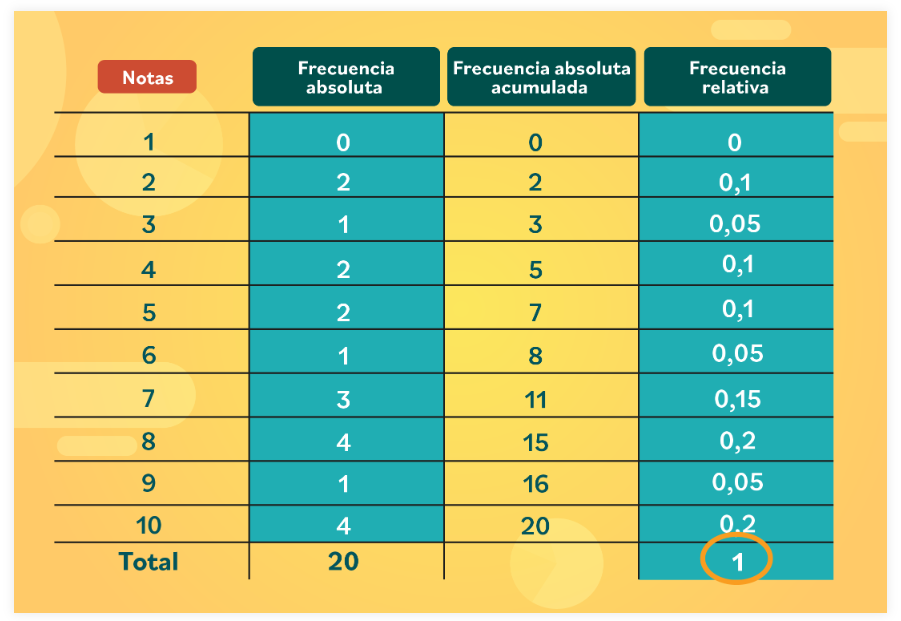 Notas Frecuencia absoluta Frecuencia absoluta acumulada Frecuencia relativa
1 0 0 0
2 2 2 0,1
3 1 3 0,05
4 2 5 0,1
5 2 7 0,1
6 1 8 0,05
7 3 11 0,15
8 4 15 0,2
9 1 16 0,05
10 4 20 0,2
Total 20 1